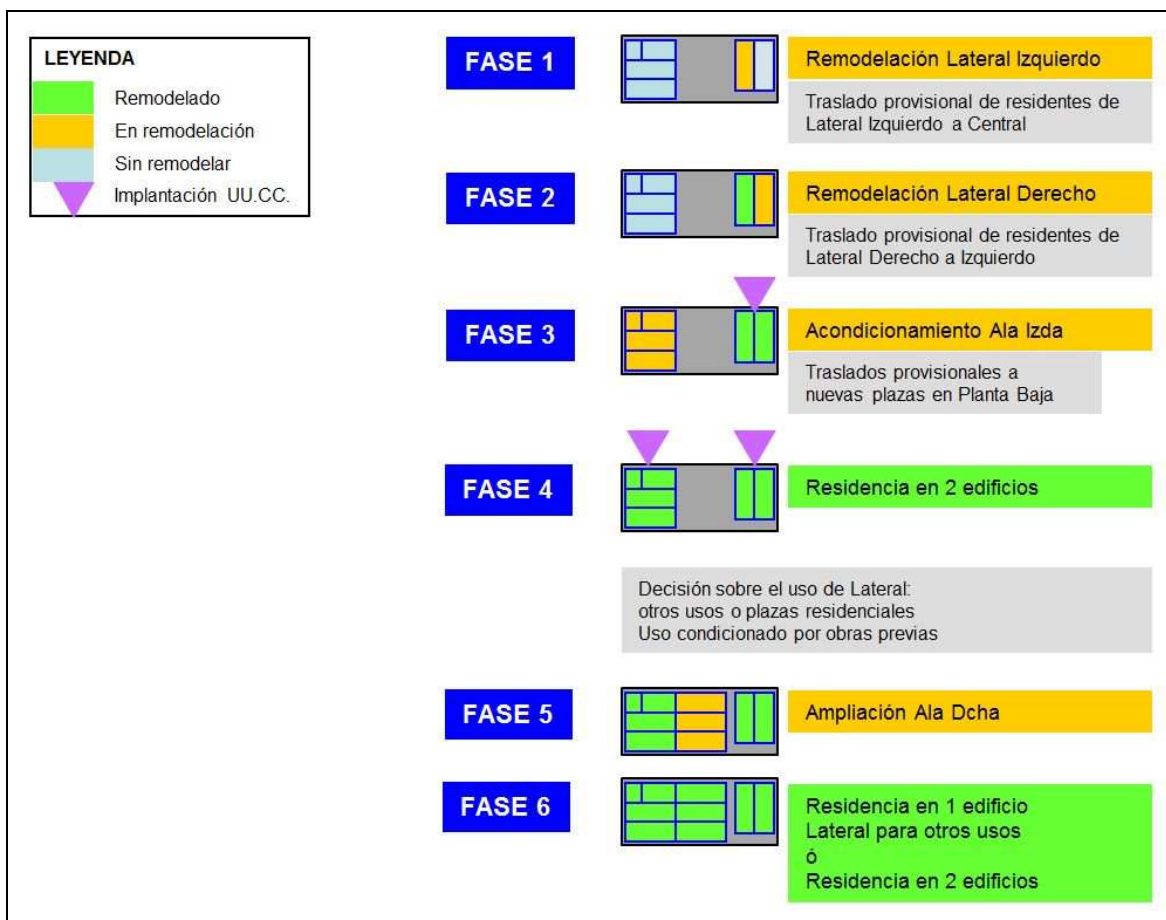 LEYENDA
Remodelado
En remodelación
Sin remodelar
Implantación UU.CC.
FASE 1
Remodelación Lateral Izquierdo
Traslado provisional de residentes de
Lateral Izquierdo a Central
FASE 2
Remodelación Lateral Derecho
Traslado provisional de residentes de
Lateral Derecho a Izquierdo
FASE 3
Acondicionamiento Ala Izda
Traslados provisionales a
nuevas plazas en Planta Baja
FASE 4
Residencia en 2 edificios
Decisión sobre el uso de Lateral:
otros usos o plazas residenciales
Uso condicionado por obras previas
FASE 5
Ampliación Ala Dcha
FASE 6
Residencia en 1 edificio
Lateral para otros usos
ó
Residencia en 2 edificios